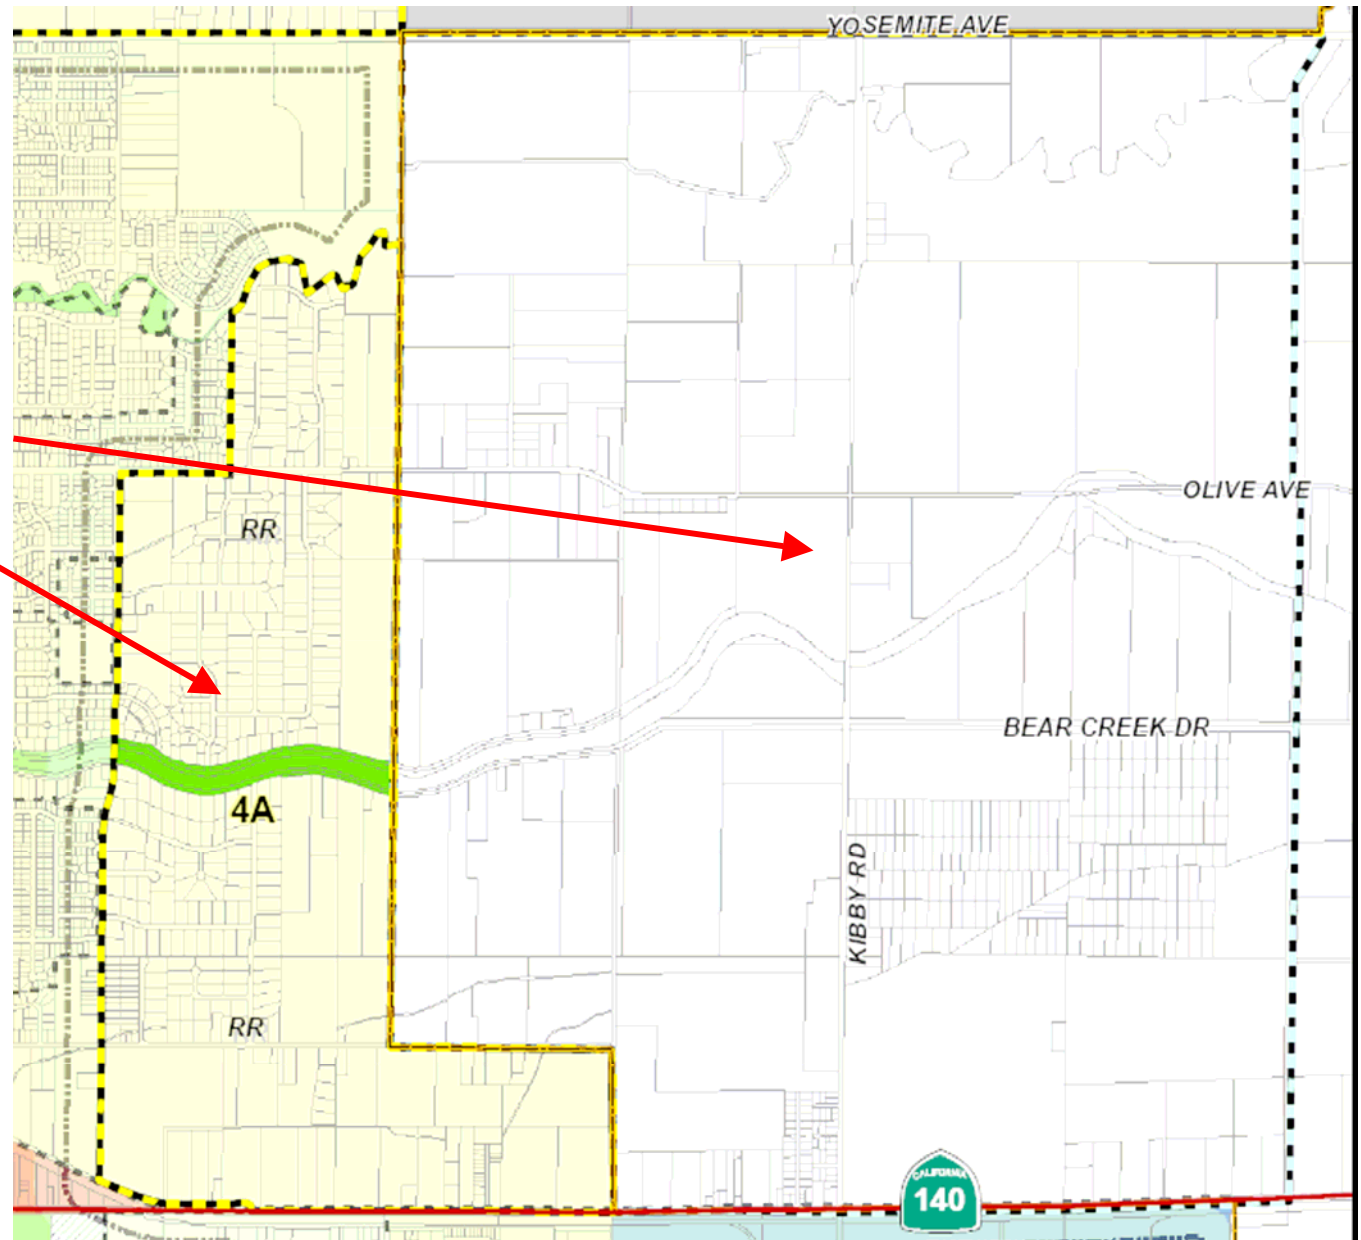 YOSEMITE AVE
OLIVE AVE
RR
BEAR CREEK DR
4A
KIBBY RD
RR
CALIFORNIA
140